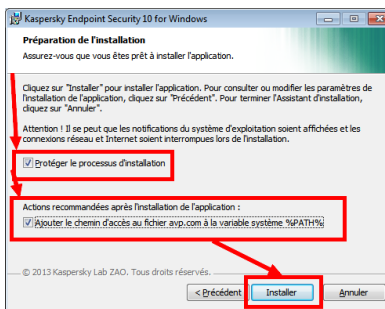 Kaspersky Endpoint Security 10 for Windows
Préparation de l'installation
Assurez-vous que vous êtes prêt à installer l'application.
Cliquez sur "Installer" pour installer l'application. Pour consulter ou modifier les paramètres de
l'installation de l'application, cliquez sur "Précédent". Pour terminer l'Assistant d'installation,
cliquez sur "Annuler".
Attention ! Il se peut que les notifications du système d'exploitation soient affichées et les
connexions réseau et Internet soient interrompues lors de l'installation.
Protéger le processus d'installation
Actions recommandées après l'installation de l'application :
Ajouter le chemin d'accès au fichier avp.com à la variable système %PATH%
© 2013 Kaspersky Lab ZAO. Tous droits réservés.
< Précédent
Installer
Annuler